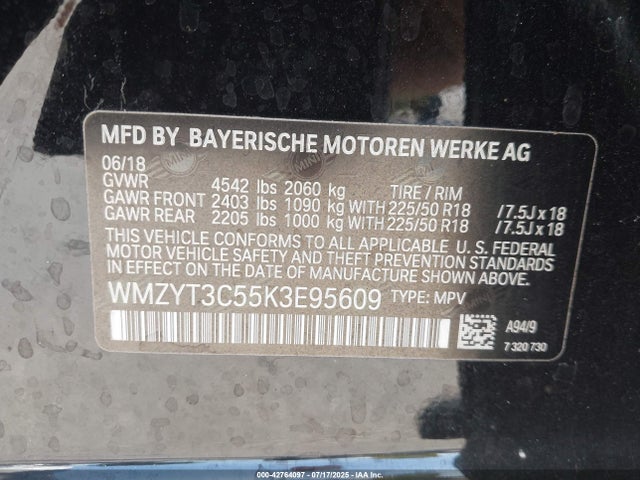 MFD BY BAYERISCHE MOTOREN WERKE AG
06/18
GVWR 4542 lbs 2060 kg TIRE / RIM
GAWR FRONT 2403 lbs 1090 kg WITH 225/50 R18 /7.5J x 18
GAWR REAR 2205 lbs 1000 kg WITH 225/50 R18 /7.5J x 18
THIS VEHICLE CONFORMS TO ALL APPLICABLE U. S. FEDERAL
MOTOR VEHICLE SAFETY AND THEFT PREVENTION STANDARDS
IN EFFECT ON THE DATE OF MANUFACTURE SHOWN ABOVE.
WMZYT3C55K3E95609 TYPE: MPV
A94/9
7 320 730
© 000-42764097 - 07/17/2025 - IAAI.COM